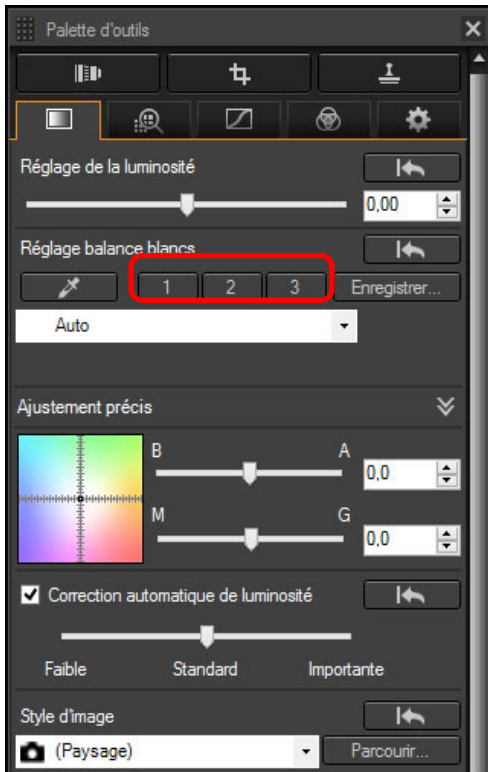 Palette d'outils
Réglage de la luminosité
0,00
Réglage balance blancs
1 2 3 Enregistrer...
Auto
Ajustement précis
B A
0,0
M G
0,0
Correction automatique de luminosité
Faible Standard Importante
Style d'image
(Paysage) Parcourir...